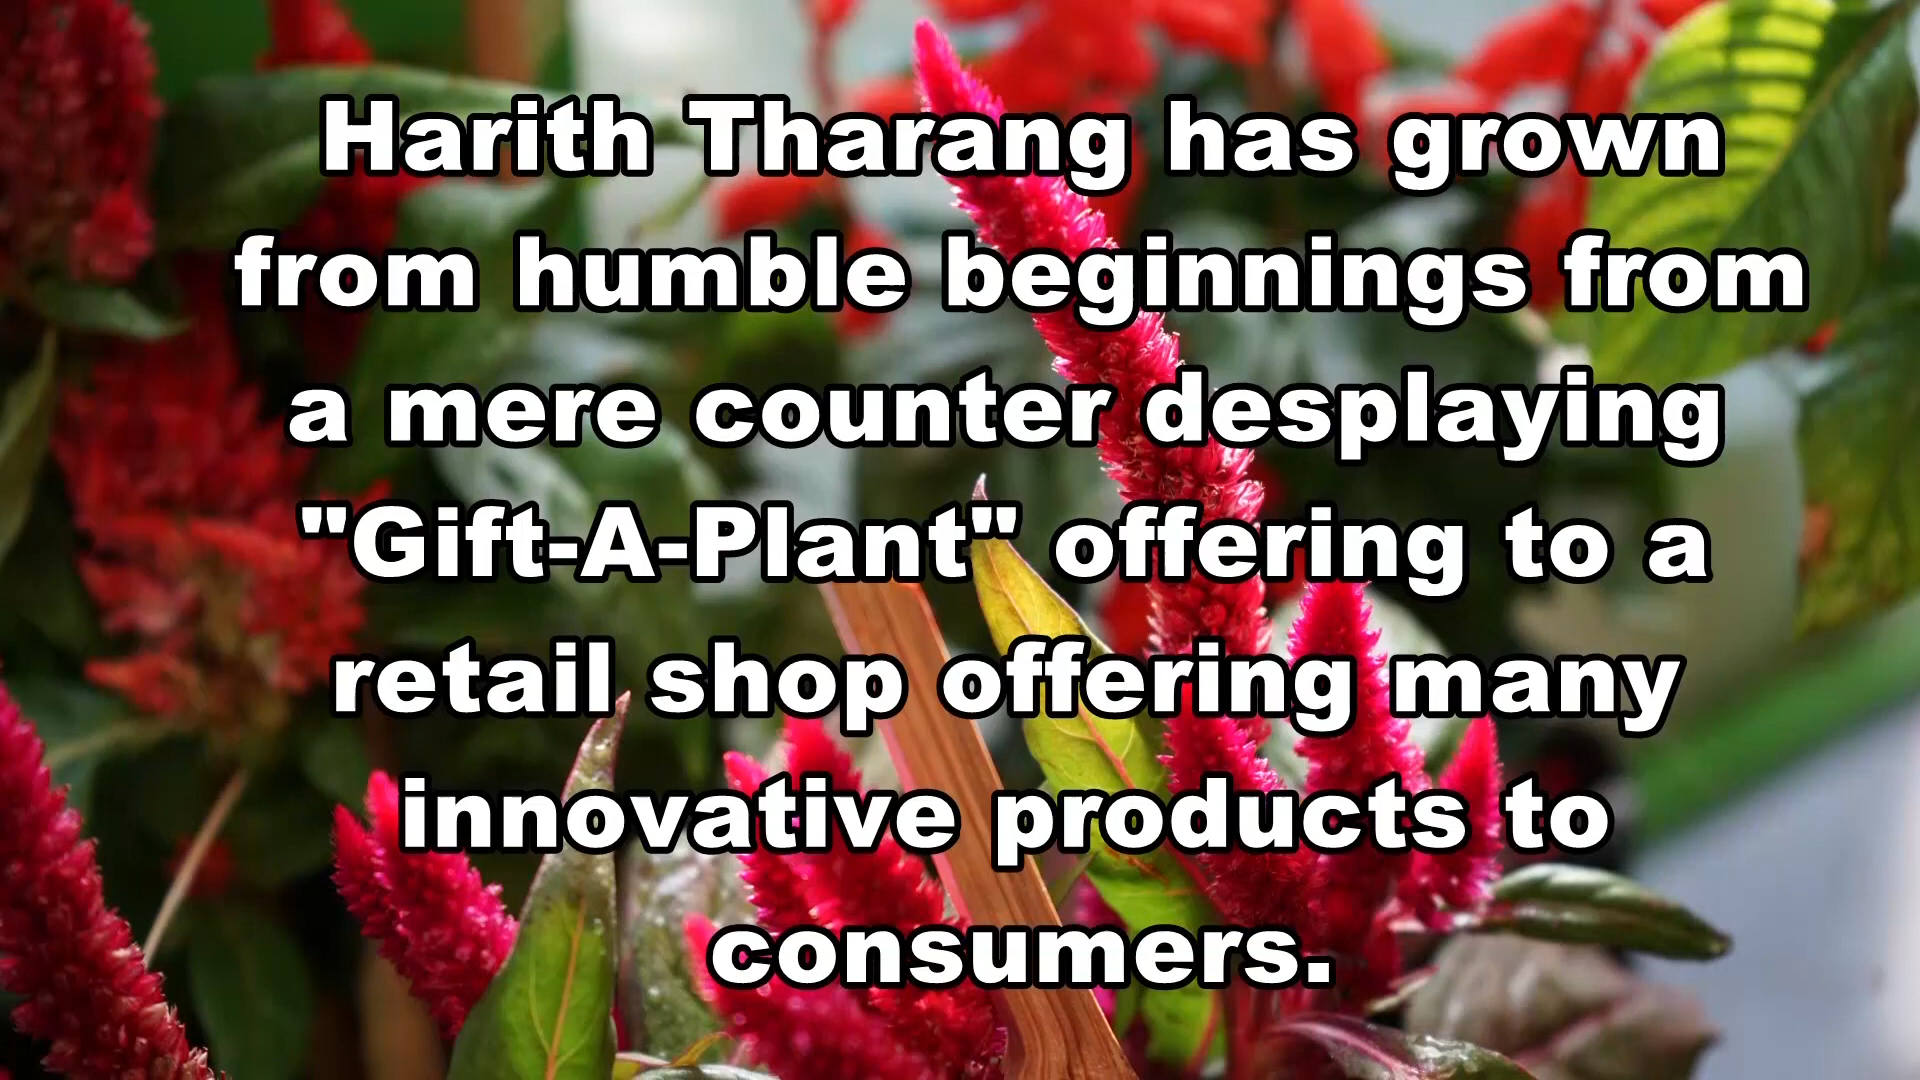 Harith Tharang has grown
from humble beginnings from
a mere counter desplaying
"Gift-A-Plant" offering to a
retail shop offering many
innovative products to
consumers.